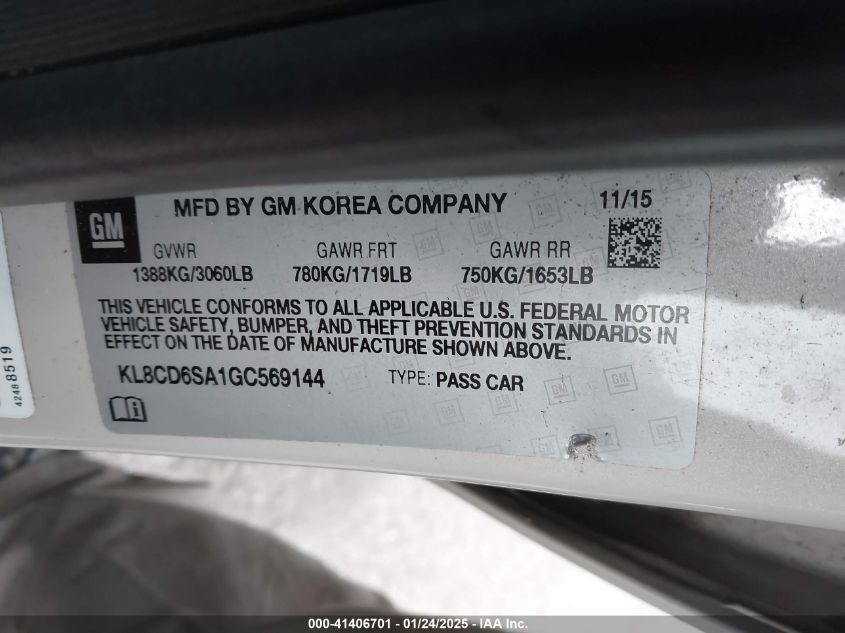 GM
MFD BY GM KOREA COMPANY 11/15
GVWR GAWR FRT GAWR RR
1388KG/3060LB 780KG/1719LB 750KG/1653LB
THIS VEHICLE CONFORMS TO ALL APPLICABLE U.S. FEDERAL MOTOR
VEHICLE SAFETY, BUMPER, AND THEFT PREVENTION STANDARDS IN
EFFECT ON THE DATE OF MANUFACTURE SHOWN ABOVE.
KL8CD6SA1GC569144 TYPE: PASS CAR
42488519
000-41406701 - 01/24/2025 - IAA Inc.